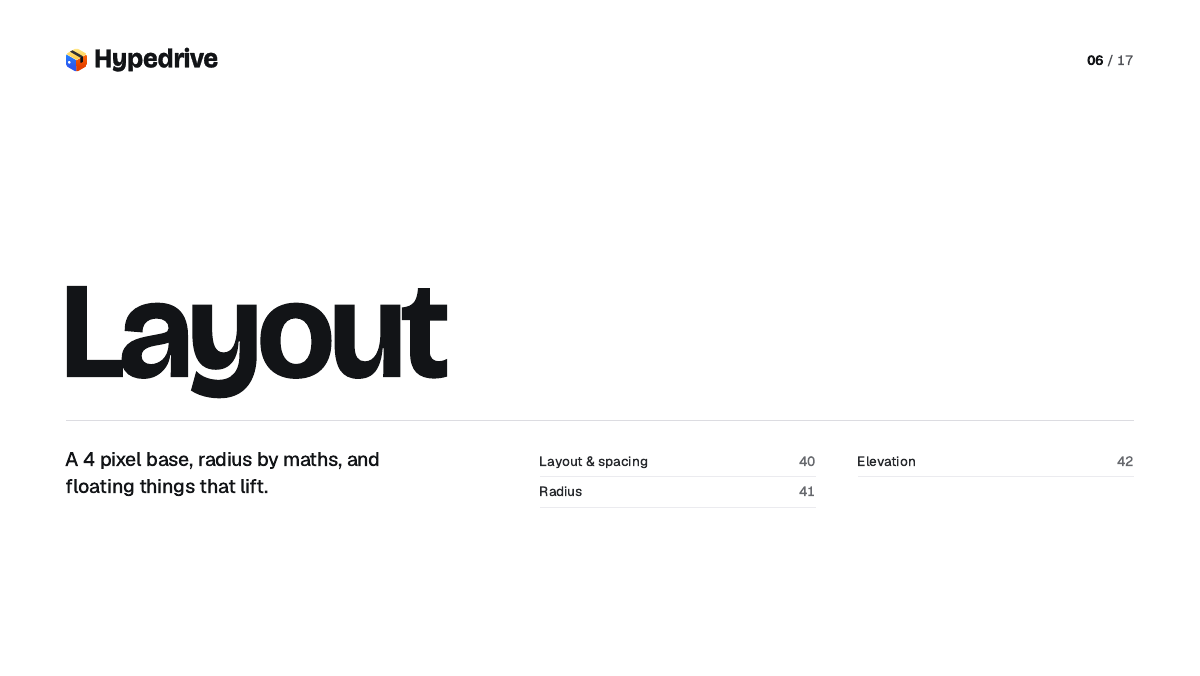 Hypedrive
06 / 17
Layout
A 4 pixel base, radius by maths, and
floating things that lift.
Layout & spacing 40
Radius 41
Elevation 42